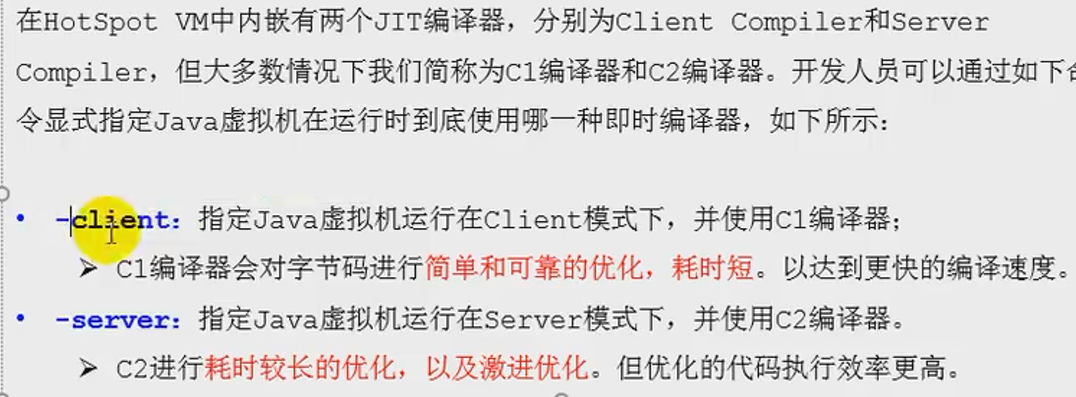 在HotSpot VM中内嵌有两个JIT编译器，分别为Client Compiler和Server
Compiler，但大多数情况下我们简称为C1编译器和C2编译器。开发人员可以通过如下命
令显式指定Java虚拟机在运行时到底使用哪一种即时编译器，如下所示：
• -client：指定Java虚拟机运行在Client模式下，并使用C1编译器；
➢ C1编译器会对字节码进行简单和可靠的优化，耗时短。以达到更快的编译速度。
• -server：指定Java虚拟机运行在Server模式下，并使用C2编译器。
➢ C2进行耗时较长的优化，以及激进优化。但优化的代码执行效率更高。